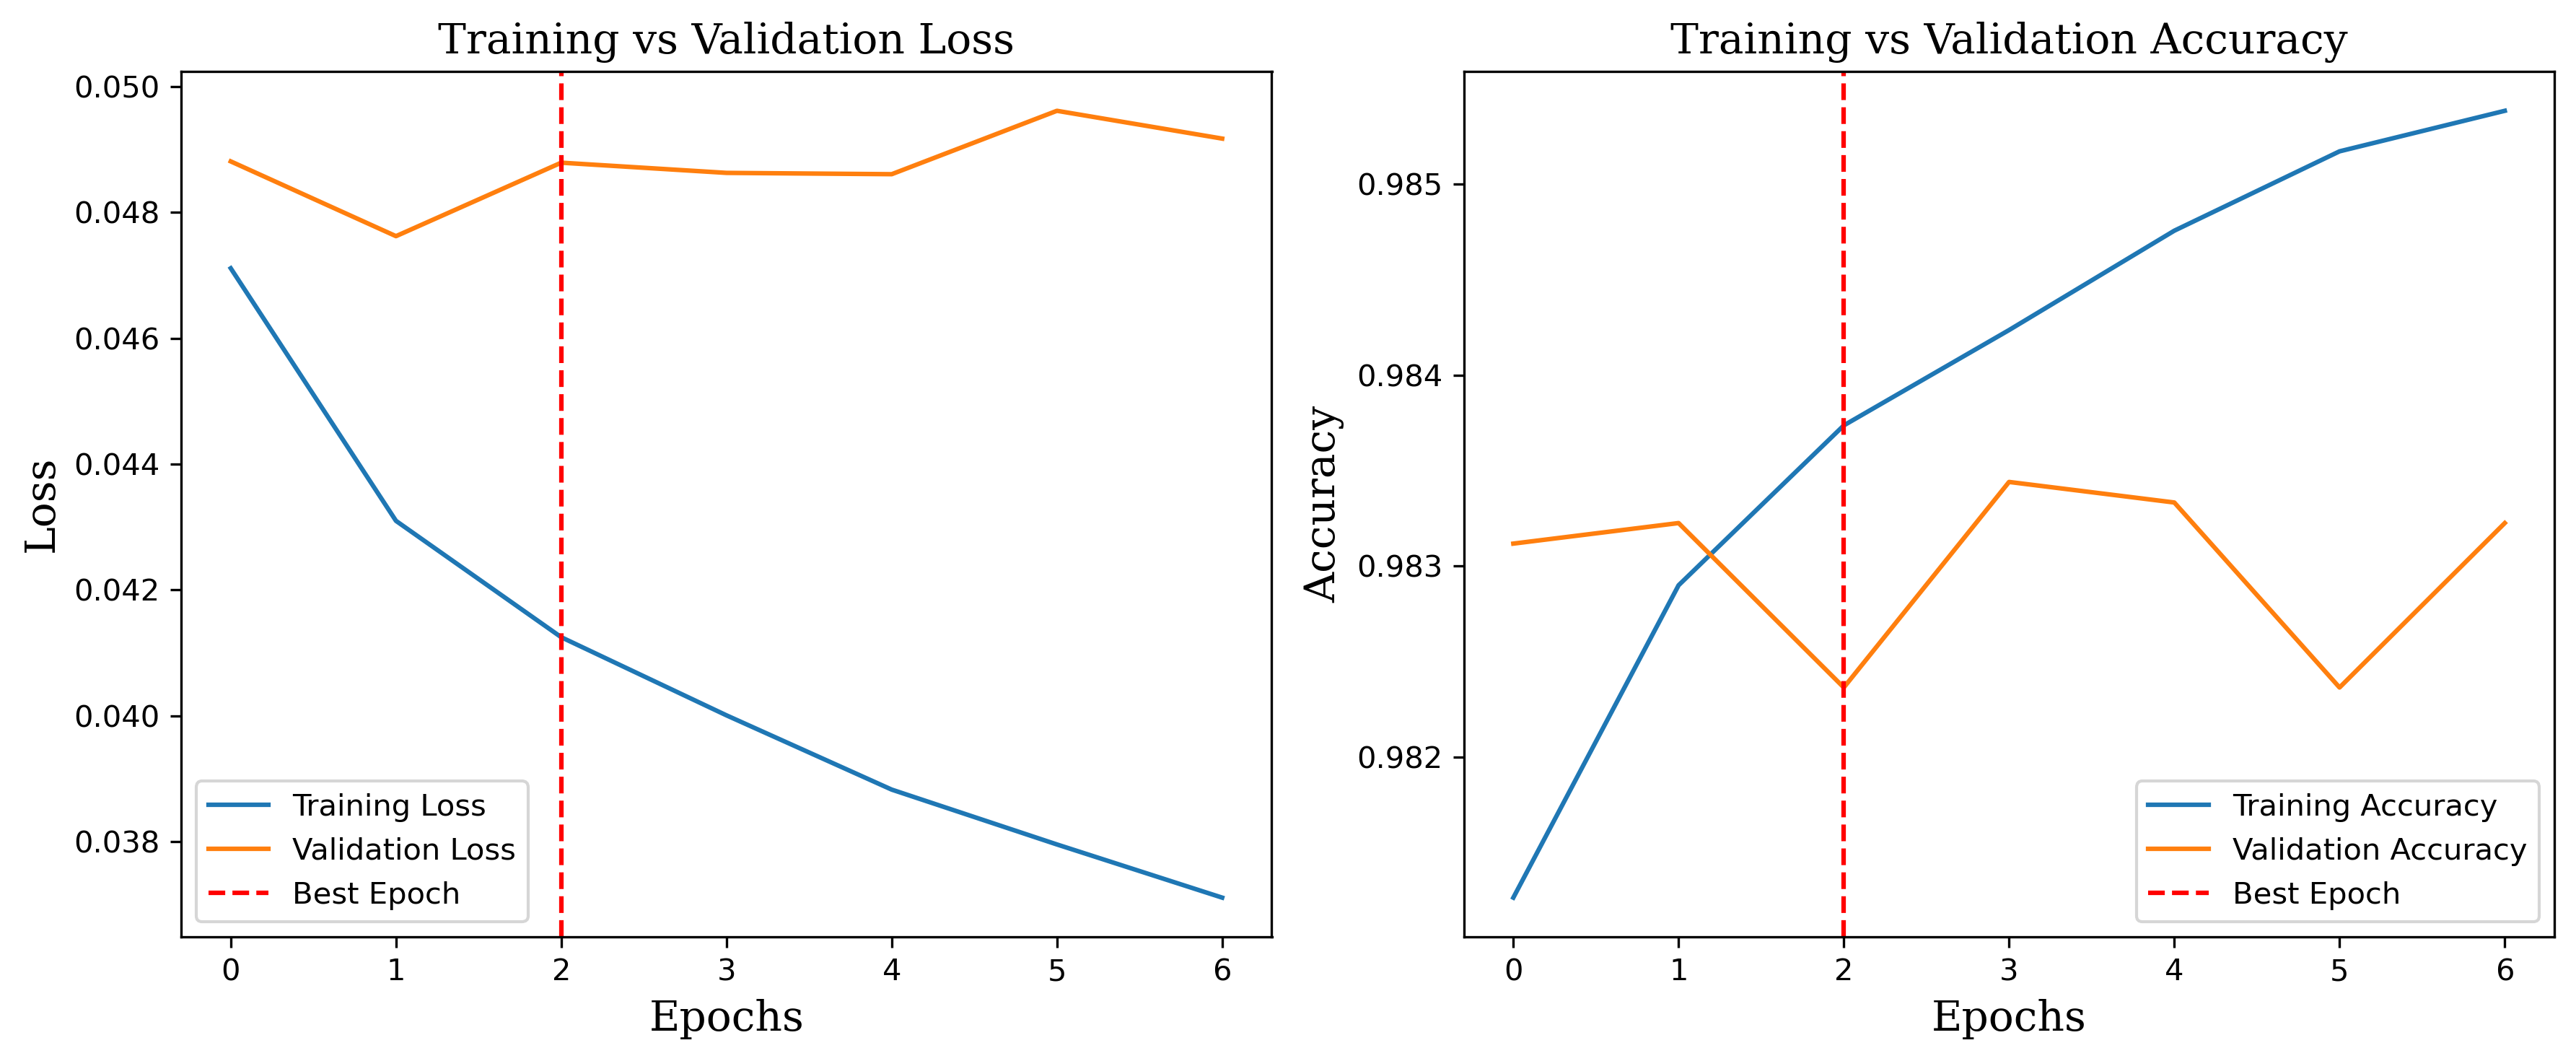 Training vs Validation Loss
0.050
0.048
0.046
0.044
0.042
0.040
0.038
Loss
Training Loss
Validation Loss
Best Epoch
0 1 2 3 4 5 6
Epochs
Training vs Validation Accuracy
0.985
0.984
0.983
0.982
Accuracy
Training Accuracy
Validation Accuracy
Best Epoch
0 1 2 3 4 5 6
Epochs